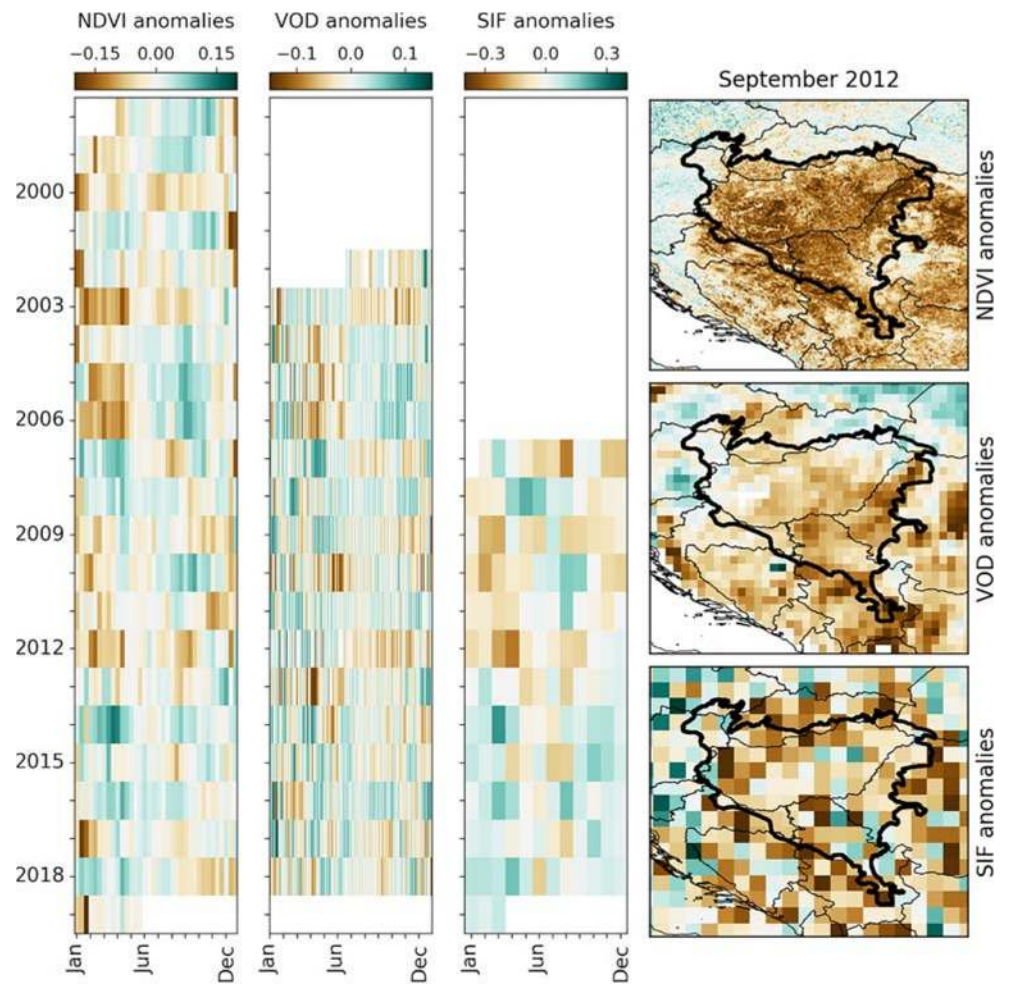 NDVI anomalies
−0.15 0.00 0.15
VOD anomalies
−0.1 0.0 0.1
SIF anomalies
−0.3 0.0 0.3
September 2012
2000
2003
2006
2009
2012
2015
2018
Jan Jun Dec
Jan Jun Dec
Jan Jun Dec
NDVI anomalies
VOD anomalies
SIF anomalies